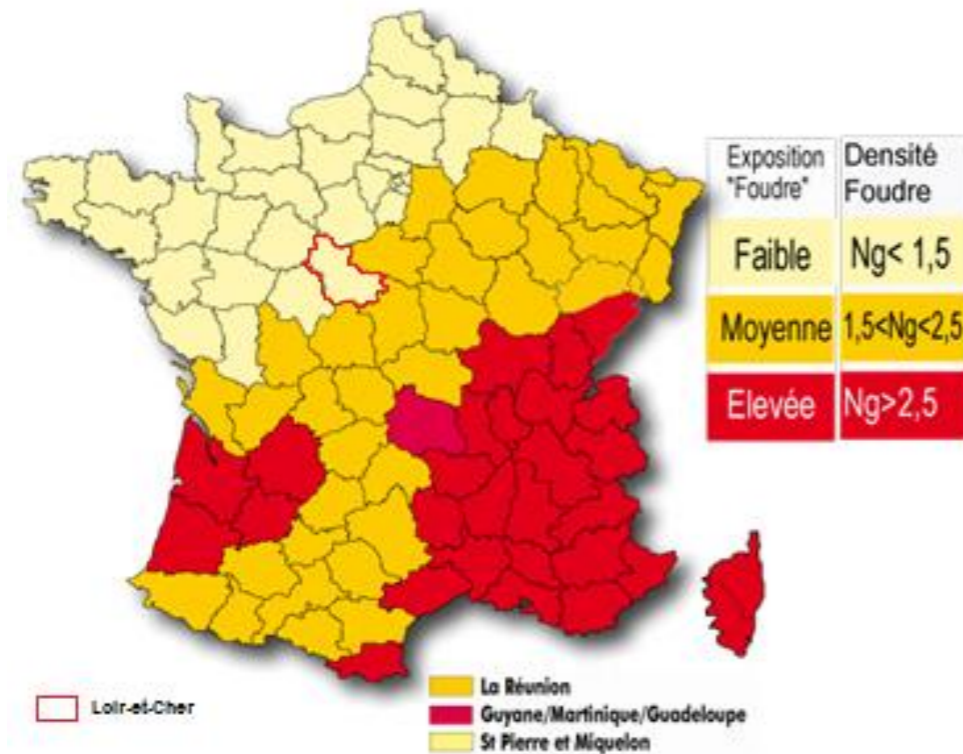 Exposition Densité
"Foudre" Foudre
Faible Ng< 1,5
Moyenne 1,5<Ng<2,5
Elevée Ng>2,5
La Réunion
Loir-et-Cher Guyane/Martinique/Guadeloupe
St Pierre et Miquelon